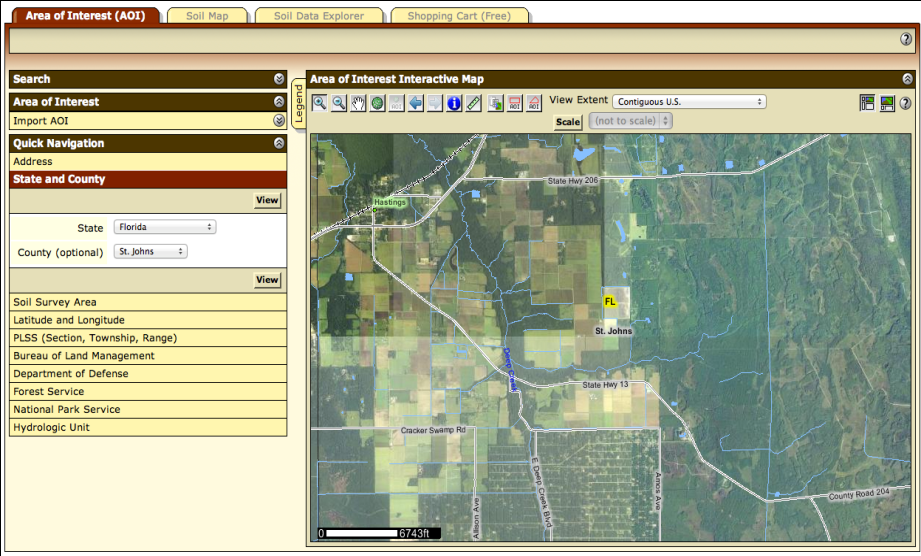 Area of Interest (AOI)
Soil Map
Soil Data Explorer
Shopping Cart (Free)
Search
Area of Interest
Import AOI
Quick Navigation
Address
State and County
View
State
Florida
County (optional)
St. Johns
View
Soil Survey Area
Latitude and Longitude
PLSS (Section, Township, Range)
Bureau of Land Management
Department of Defense
Forest Service
National Park Service
Hydrologic Unit
Legend
Area of Interest Interactive Map
AOI
AOI
AOI
View Extent
Contiguous U.S.
Scale
(not to scale)
State Hwy 206
Hastings
FL
St. Johns
Deep Creek
State Hwy 13
Cracker Swamp Rd
E Deep Creek Blvd
Allison Ave
Amos Ave
County Road 204
0
6743ft